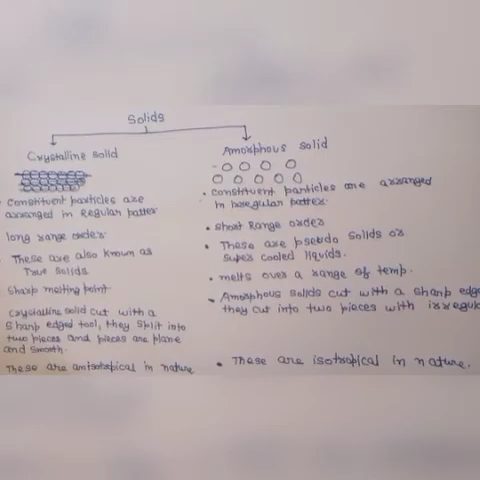 Solids
Crystalline solid
Constituent particles are
arranged in Regular patter
long range order
These are also known as
True solids
Sharp melting point
Crystalline solid cut with a
Sharp edged tool, they split into
two pieces and pieces are plane
and smooth.
These are anisotropical in nature
Amorphous solid
Constituent particles are arranged
in
patter
Short Range order
These are pseudo solids or
Super cooled liquids.
melts over a range of temp.
Amorphous solids cut with a sharp edge
they cut into two pieces with irregul
These are isotropical in nature.